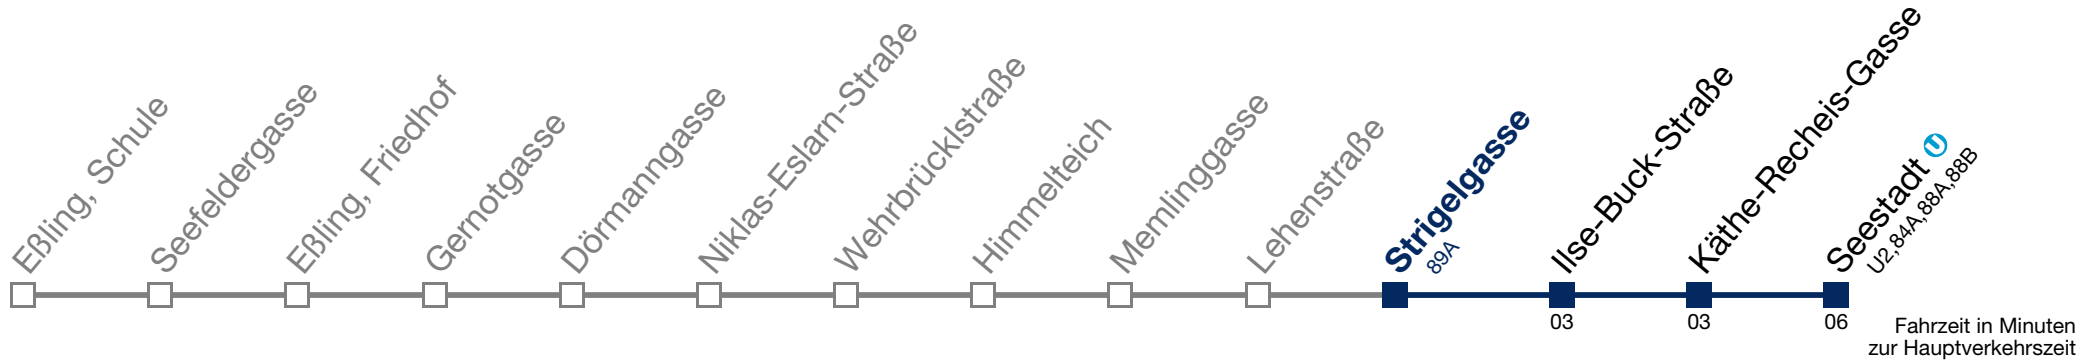 Eßling, Schule
Seefeldergasse
Eßling, Friedhof
Gernotgasse
Dörmanngasse
Niklas-Eslarn-Straße
Wehrbrücklstraße
Himmelteich
Memlinggasse
Lehenstraße
Strigelgasse
89A
Ilse-Buck-Straße
Käthe-Recheis-Gasse
Seestadt U
U2,84A,88A,88B
03
03
06
Fahrzeit in Minuten
zur Hauptverkehrszeit